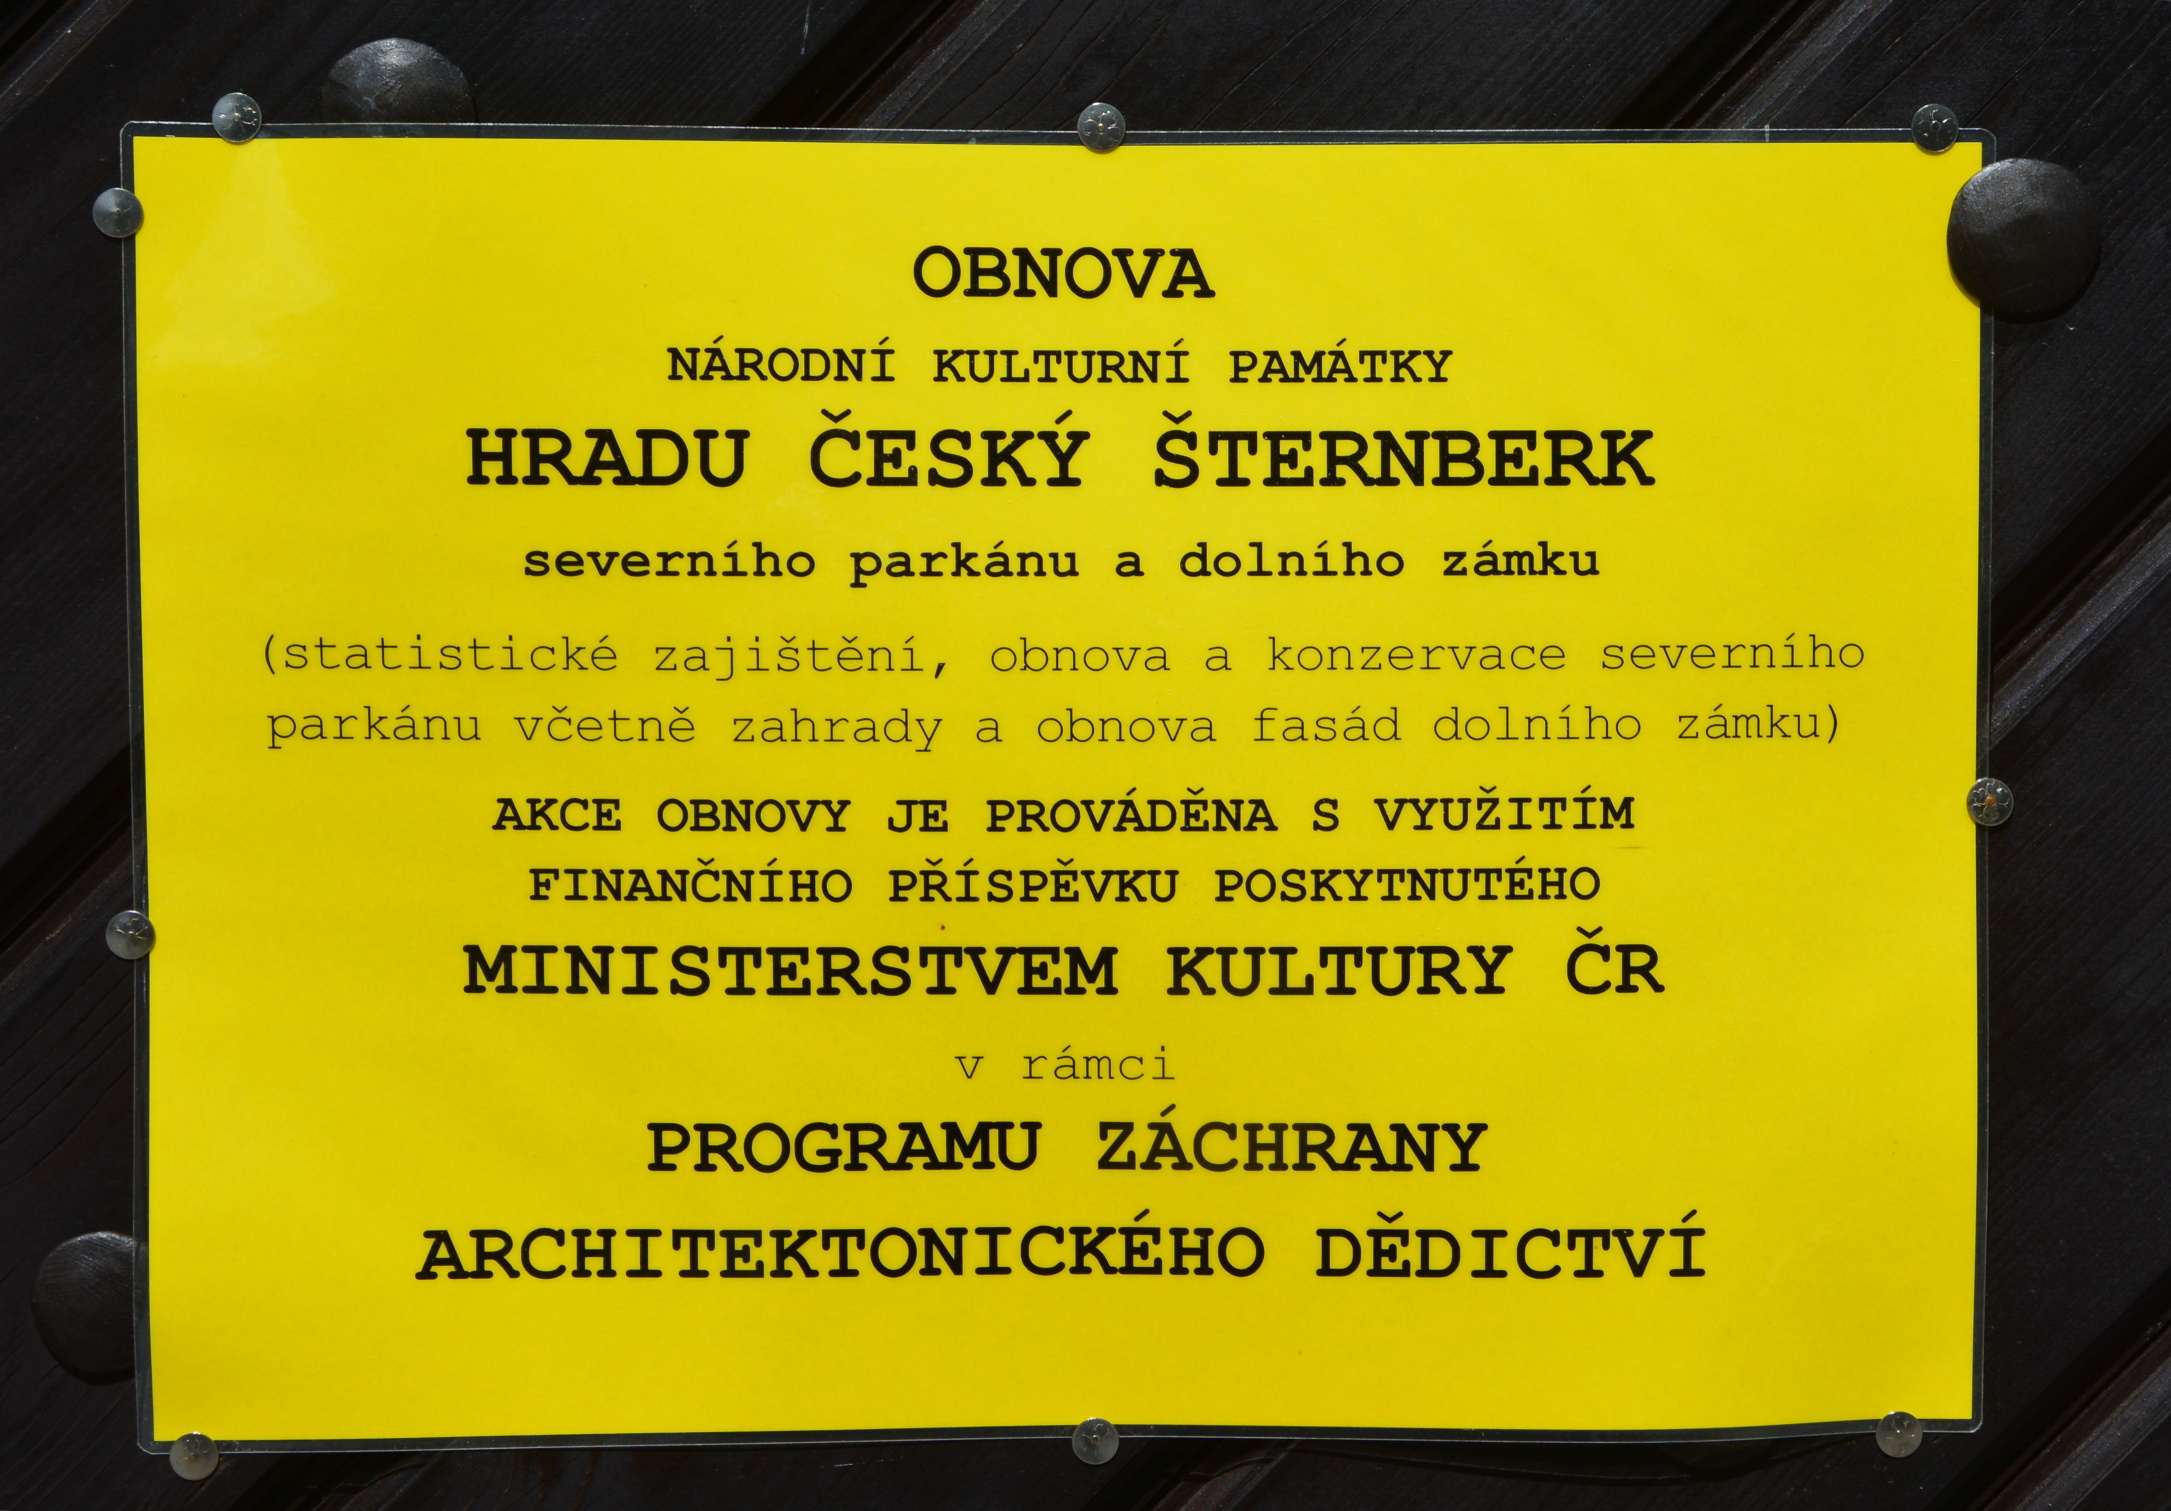 OBNOVA
NÁRODNÍ KULTURNÍ PAMÁTKY
HRADU ČESKÝ ŠTERNBERK
severního parkánu a dolního zámku
(statistické zajištění, obnova a konzervace severního
parkánu včetně zahrady a obnova fasád dolního zámku)
AKCE OBNOVY JE PROVÁDĚNA S VYUŽITÍM
FINANČNÍHO PŘÍSPĚVKU POSKYTNUTÉHO
MINISTERSTVEM KULTURY ČR
v rámci
PROGRAMU ZÁCHRANY
ARCHITEKTONICKÉHO DĚDICTVÍ